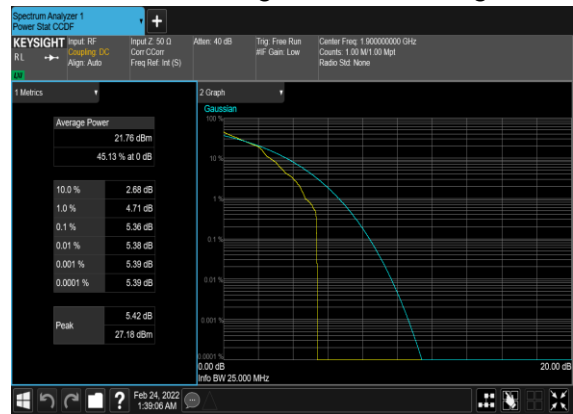 Spectrum Analyzer 1
Power Stat CCDF
+
KEYSIGHT
RL
LW
Input: RF
Coupling: DC
Align: Auto
Input Z: 50 Ω
Corr CCorr
Freq Ref: Int (S)
Atten: 40 dB
Trig: Free Run
#IF Gain: Low
Center Freq: 1.900000000 GHz
Counts: 1.00 M/1.00 Mpt
Radio Std: None
1 Metrics
Average Power
21.76 dBm
45.13 % at 0 dB
10.0 % 2.68 dB
1.0 % 4.71 dB
0.1 % 5.36 dB
0.01 % 5.38 dB
0.001 % 5.39 dB
0.0001 % 5.39 dB
Peak
5.42 dB
27.18 dBm
2 Graph
Gaussian
100 %
10 %
1 %
0.1 %
0.01 %
0.001 %
0.0001 %
0.00 dB 20.00 dB
Info BW 25.000 MHz
?
Feb 24, 2022
1:39:06 AM